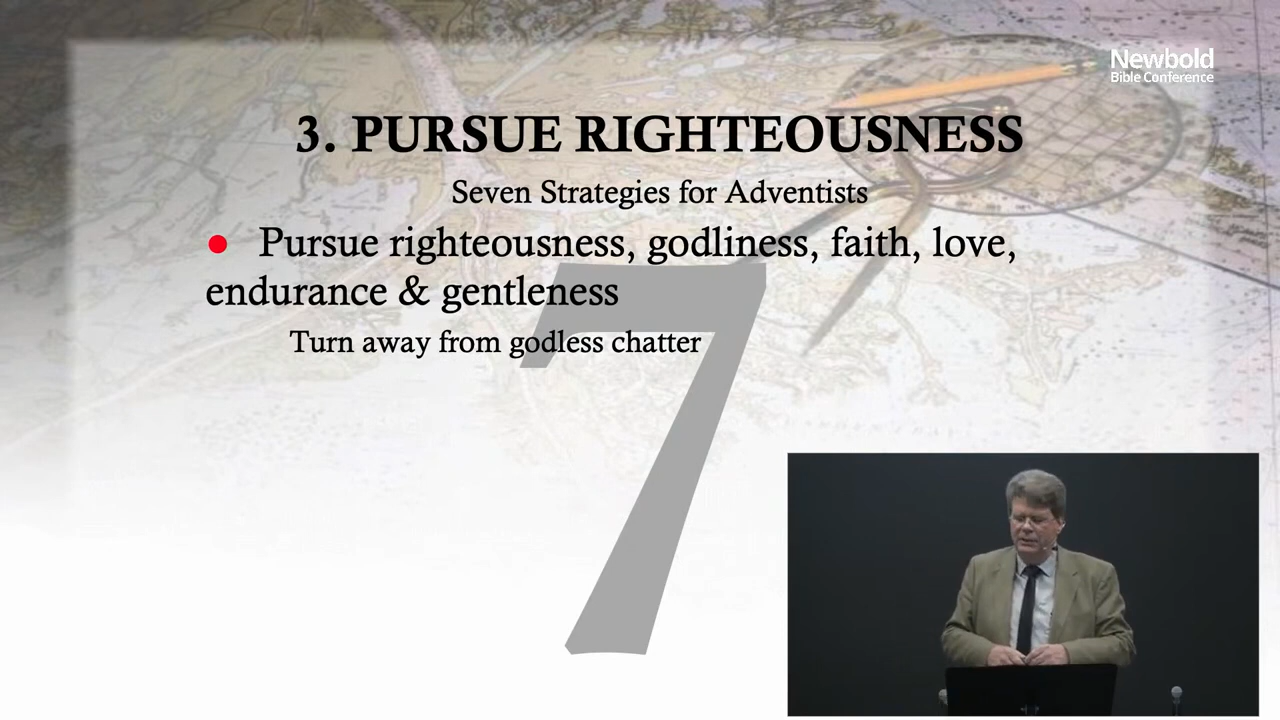 Newbold
Bible Conference
3. PURSUE RIGHTEOUSNESS
Seven Strategies for Adventists
● Pursue righteousness, godliness, faith, love,
endurance & gentleness
Turn away from godless chatter
7